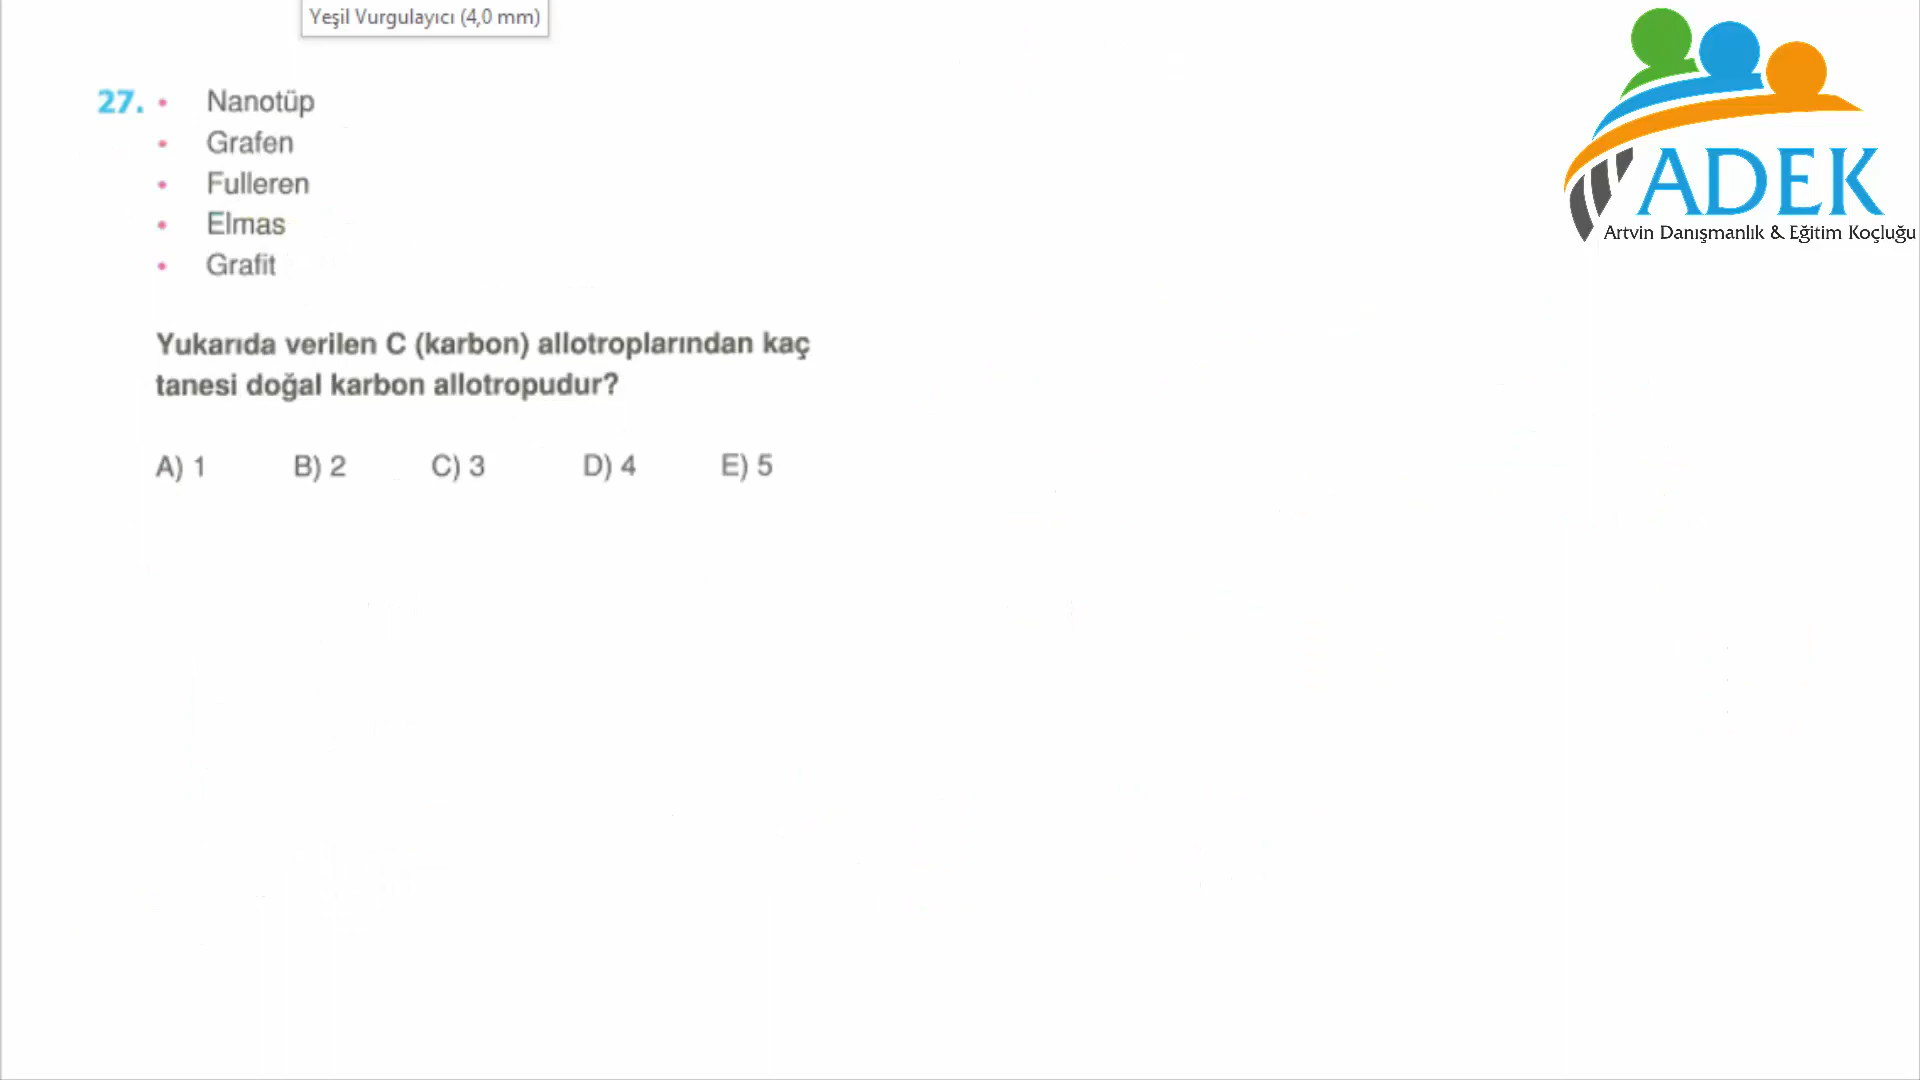 Yeşil Vurgulayıcı (4,0 mm)
27. • Nanotüp
• Grafen
• Fulleren
• Elmas
• Grafit
Yukarıda verilen C (karbon) allotroplarından kaç
tanesi doğal karbon allotropudur?
A) 1 B) 2 C) 3 D) 4 E) 5
ADEK
Artvin Danışmanlık & Eğitim Koçluğu